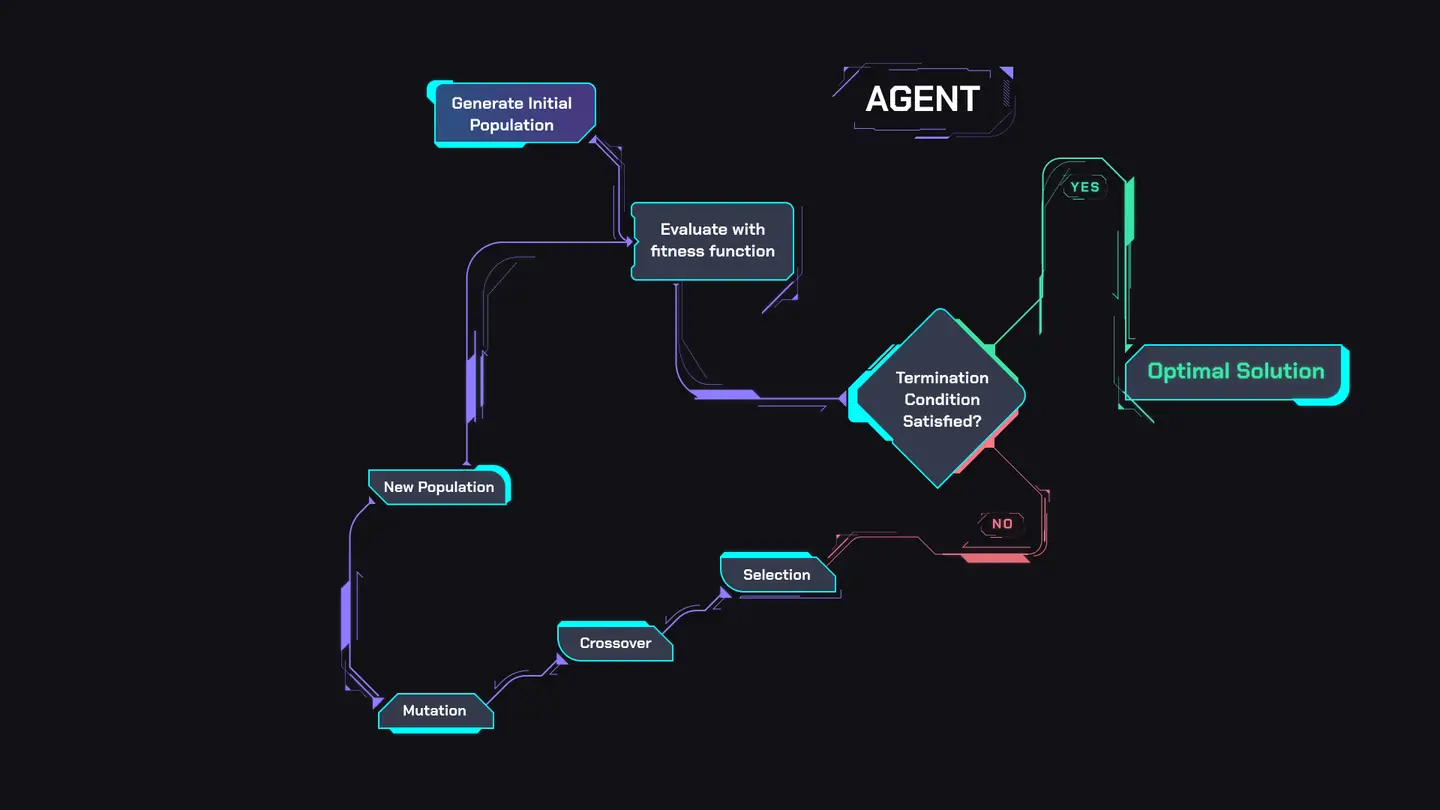 AGENT
Generate Initial
Population
YES
Evaluate with
fitness function
Optimal Solution
Termination
Condition
Satisfied?
New Population
NO
Selection
Crossover
Mutation